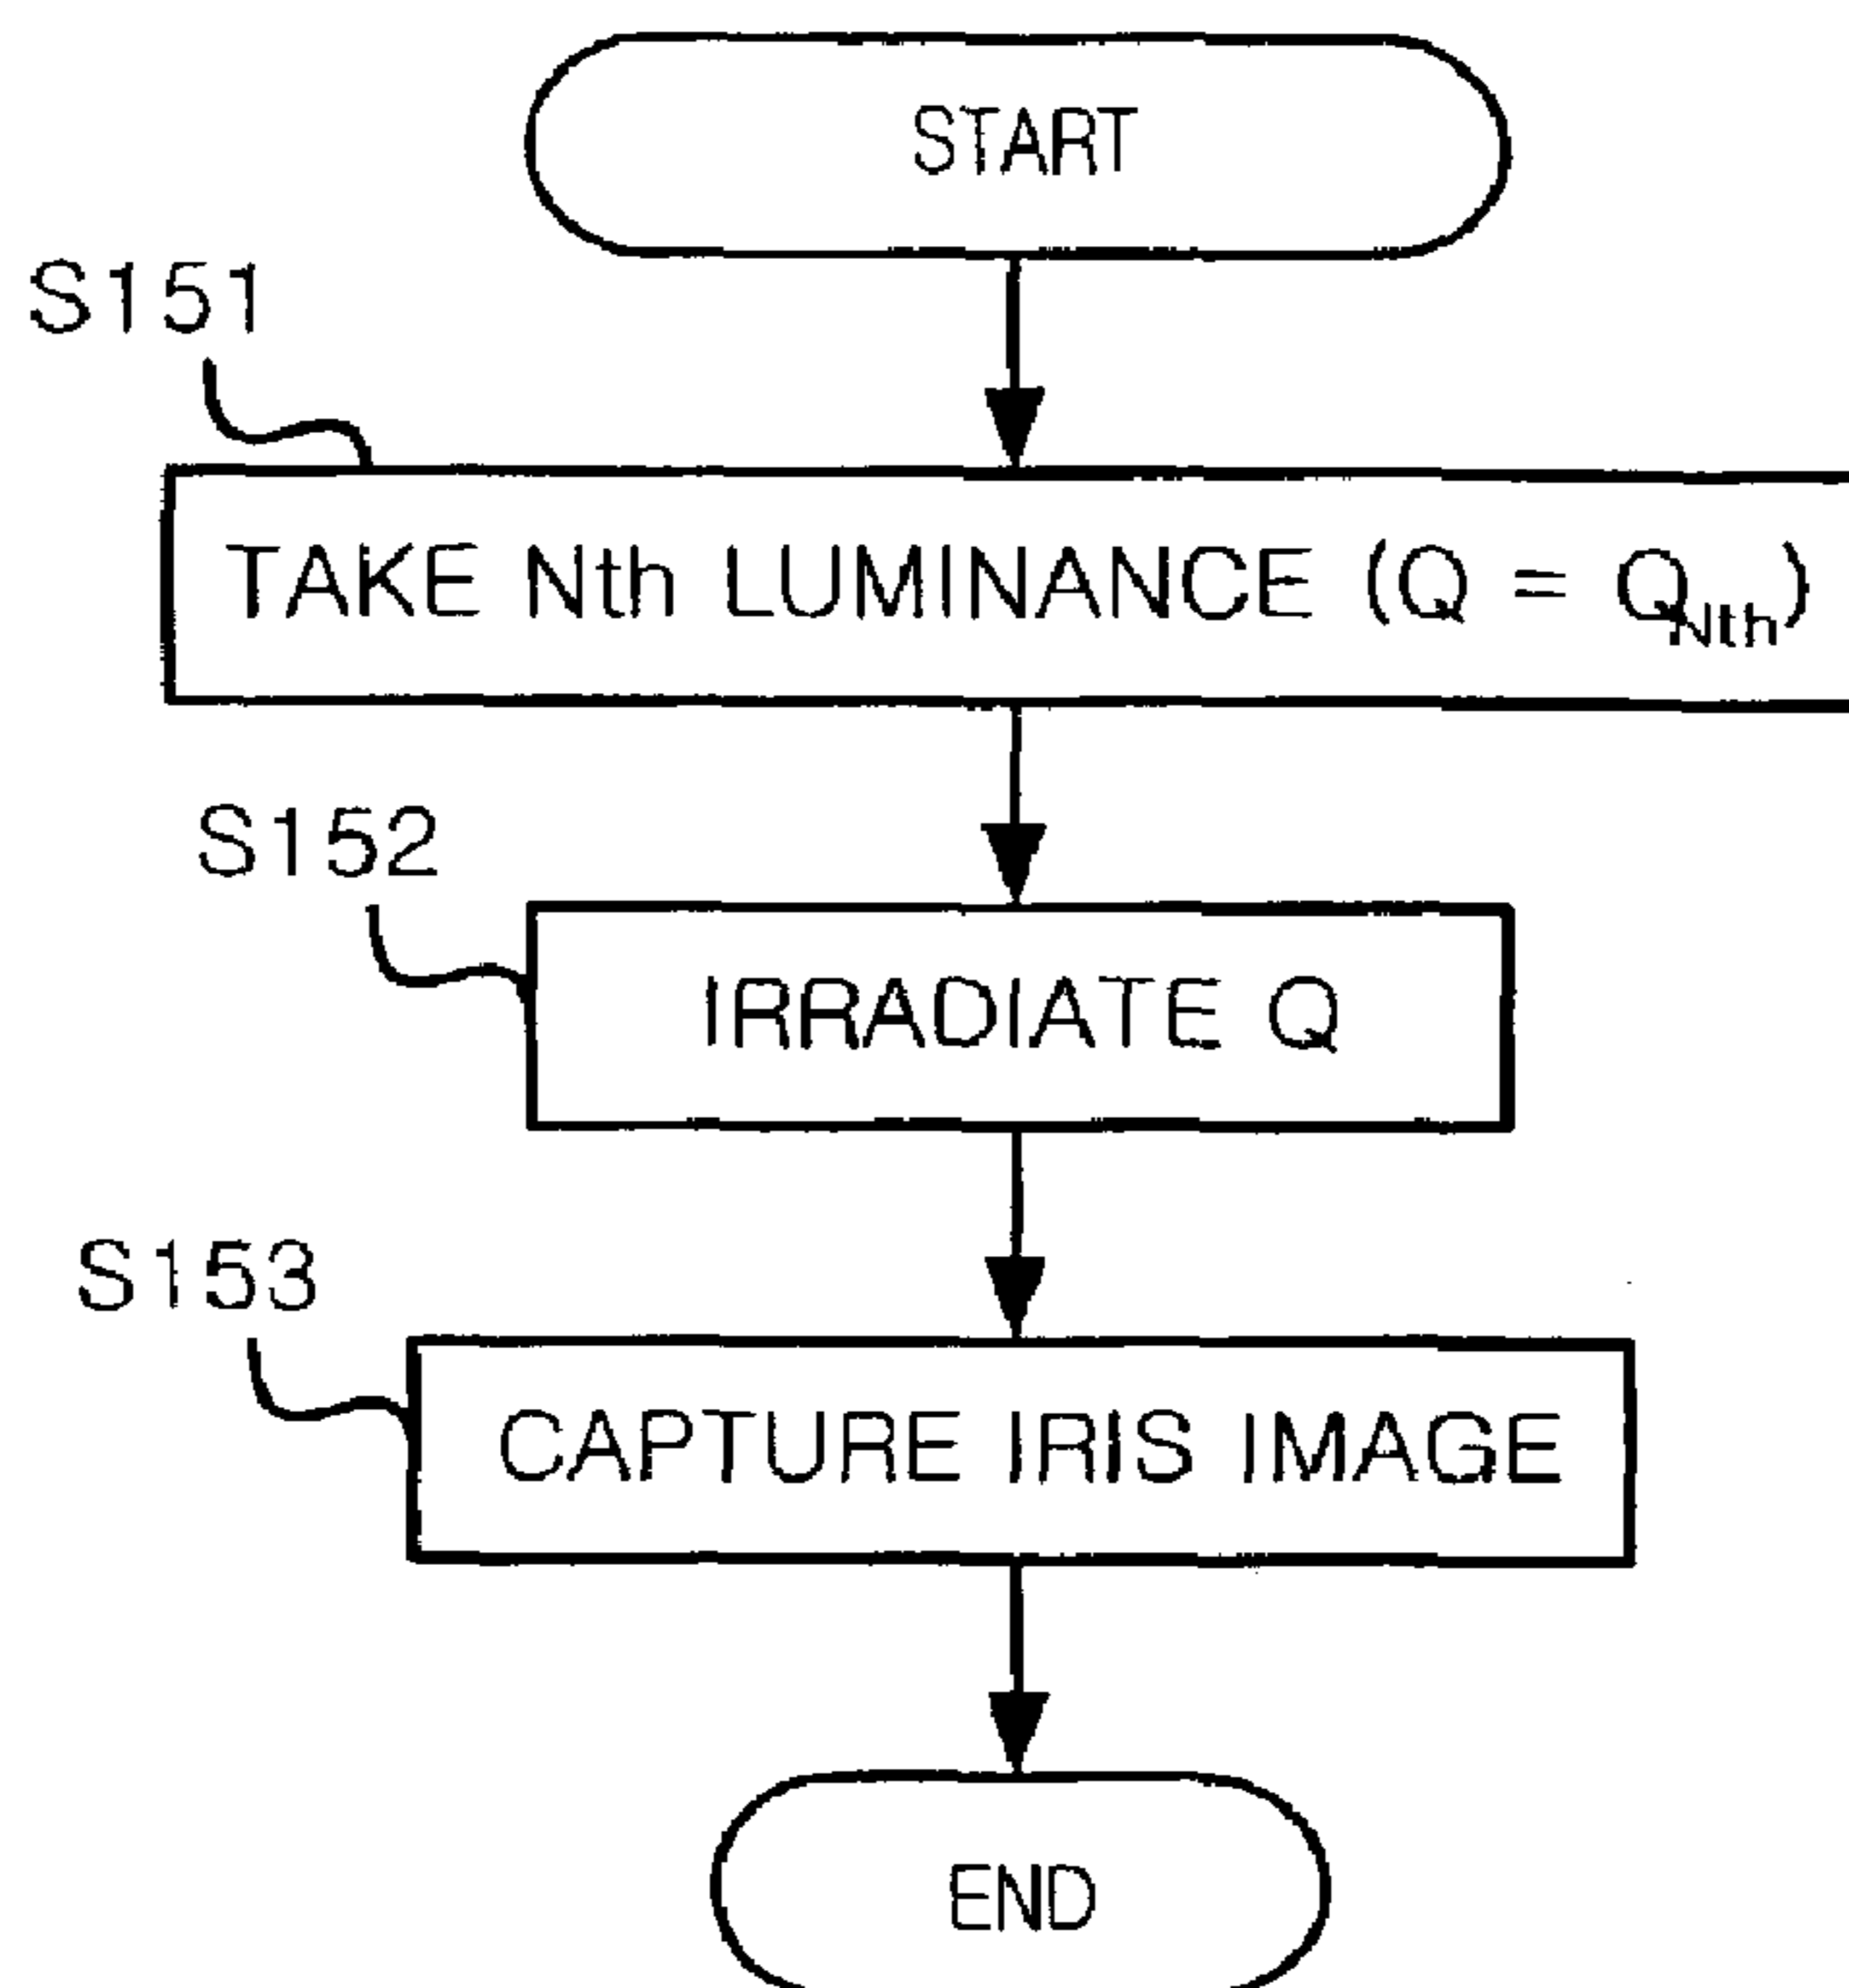 START
S151
TAKE Nth LUMINANCE (Q = QNth)
S152
IRRADIATE Q
S153
CAPTURE IRIS IMAGE
END